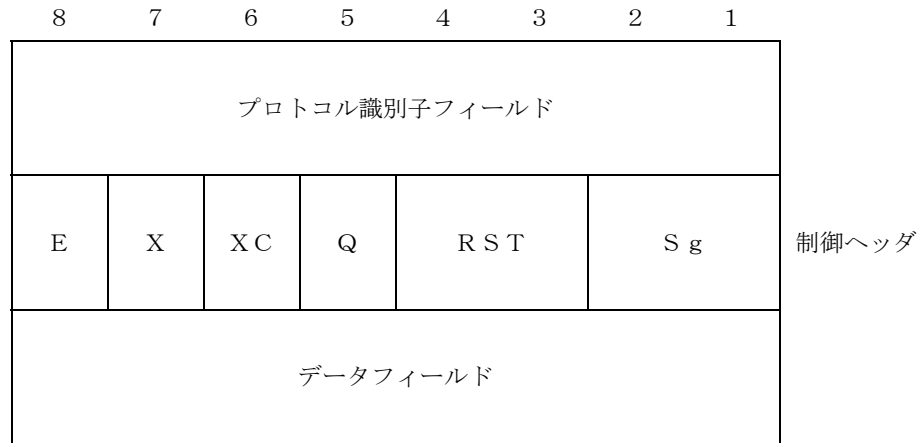 ８ ７ ６ ５ ４ ３ ２ １
プロトコル識別子フィールド
Ｅ Ｘ ＸＣ Ｑ ＲＳＴ Ｓｇ 制御ヘッダ
データフィールド